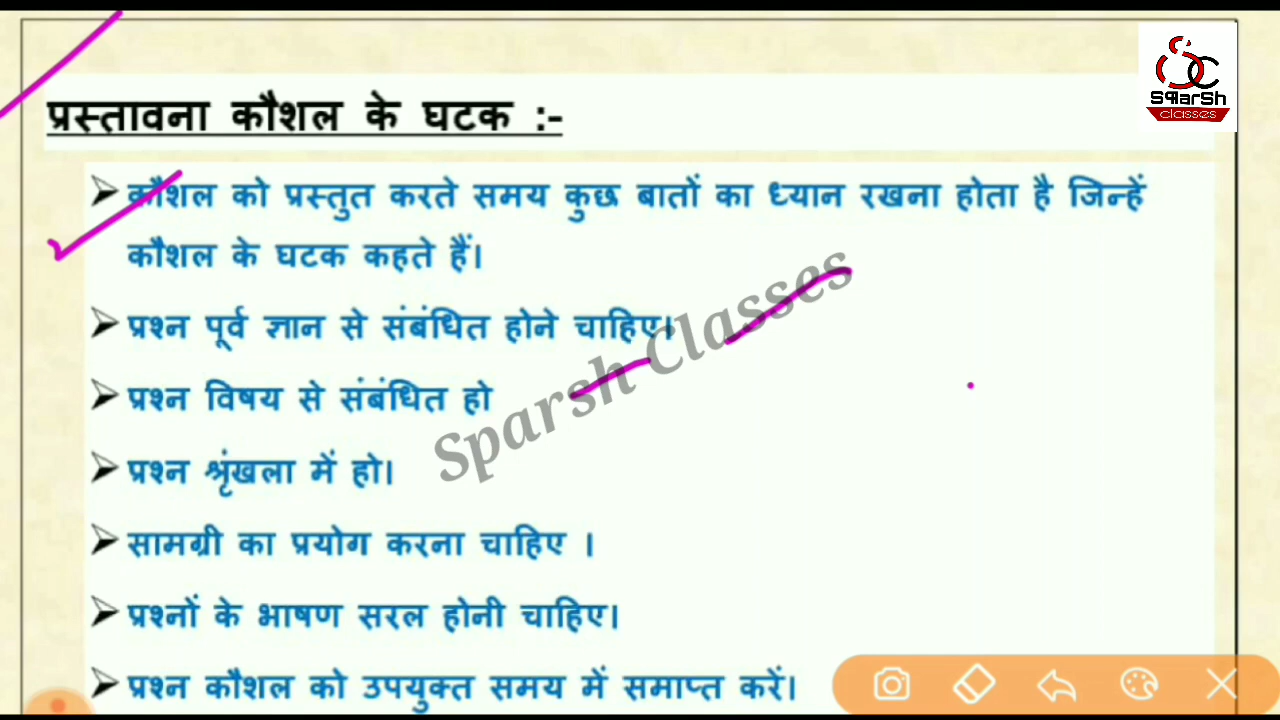 SपarSh
classes
प्रस्तावना कौशल के घटक :-
कौशल को प्रस्तुत करते समय कुछ बातों का ध्यान रखना होता है जिन्हें
कौशल के घटक कहते हैं।
प्रश्न पूर्व ज्ञान से संबंधित होने चाहिए।
प्रश्न विषय से संबंधित हो
प्रश्न श्रृंखला में हो।
सामग्री का प्रयोग करना चाहिए ।
प्रश्नों के भाषण सरल होनी चाहिए।
प्रश्न कौशल को उपयुक्त समय में समाप्त करें।
Sparsh Classes